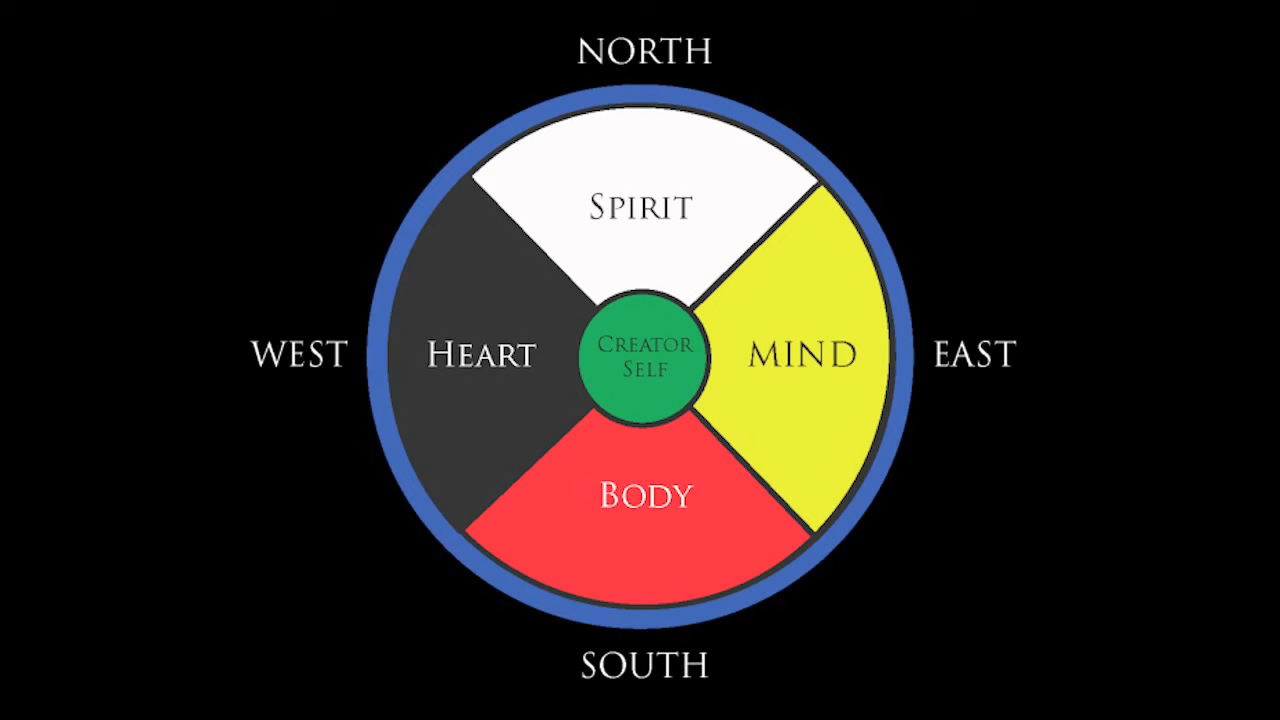 NORTH
SPIRIT
WEST
HEART
CREATOR
SELF
MIND
EAST
BODY
SOUTH